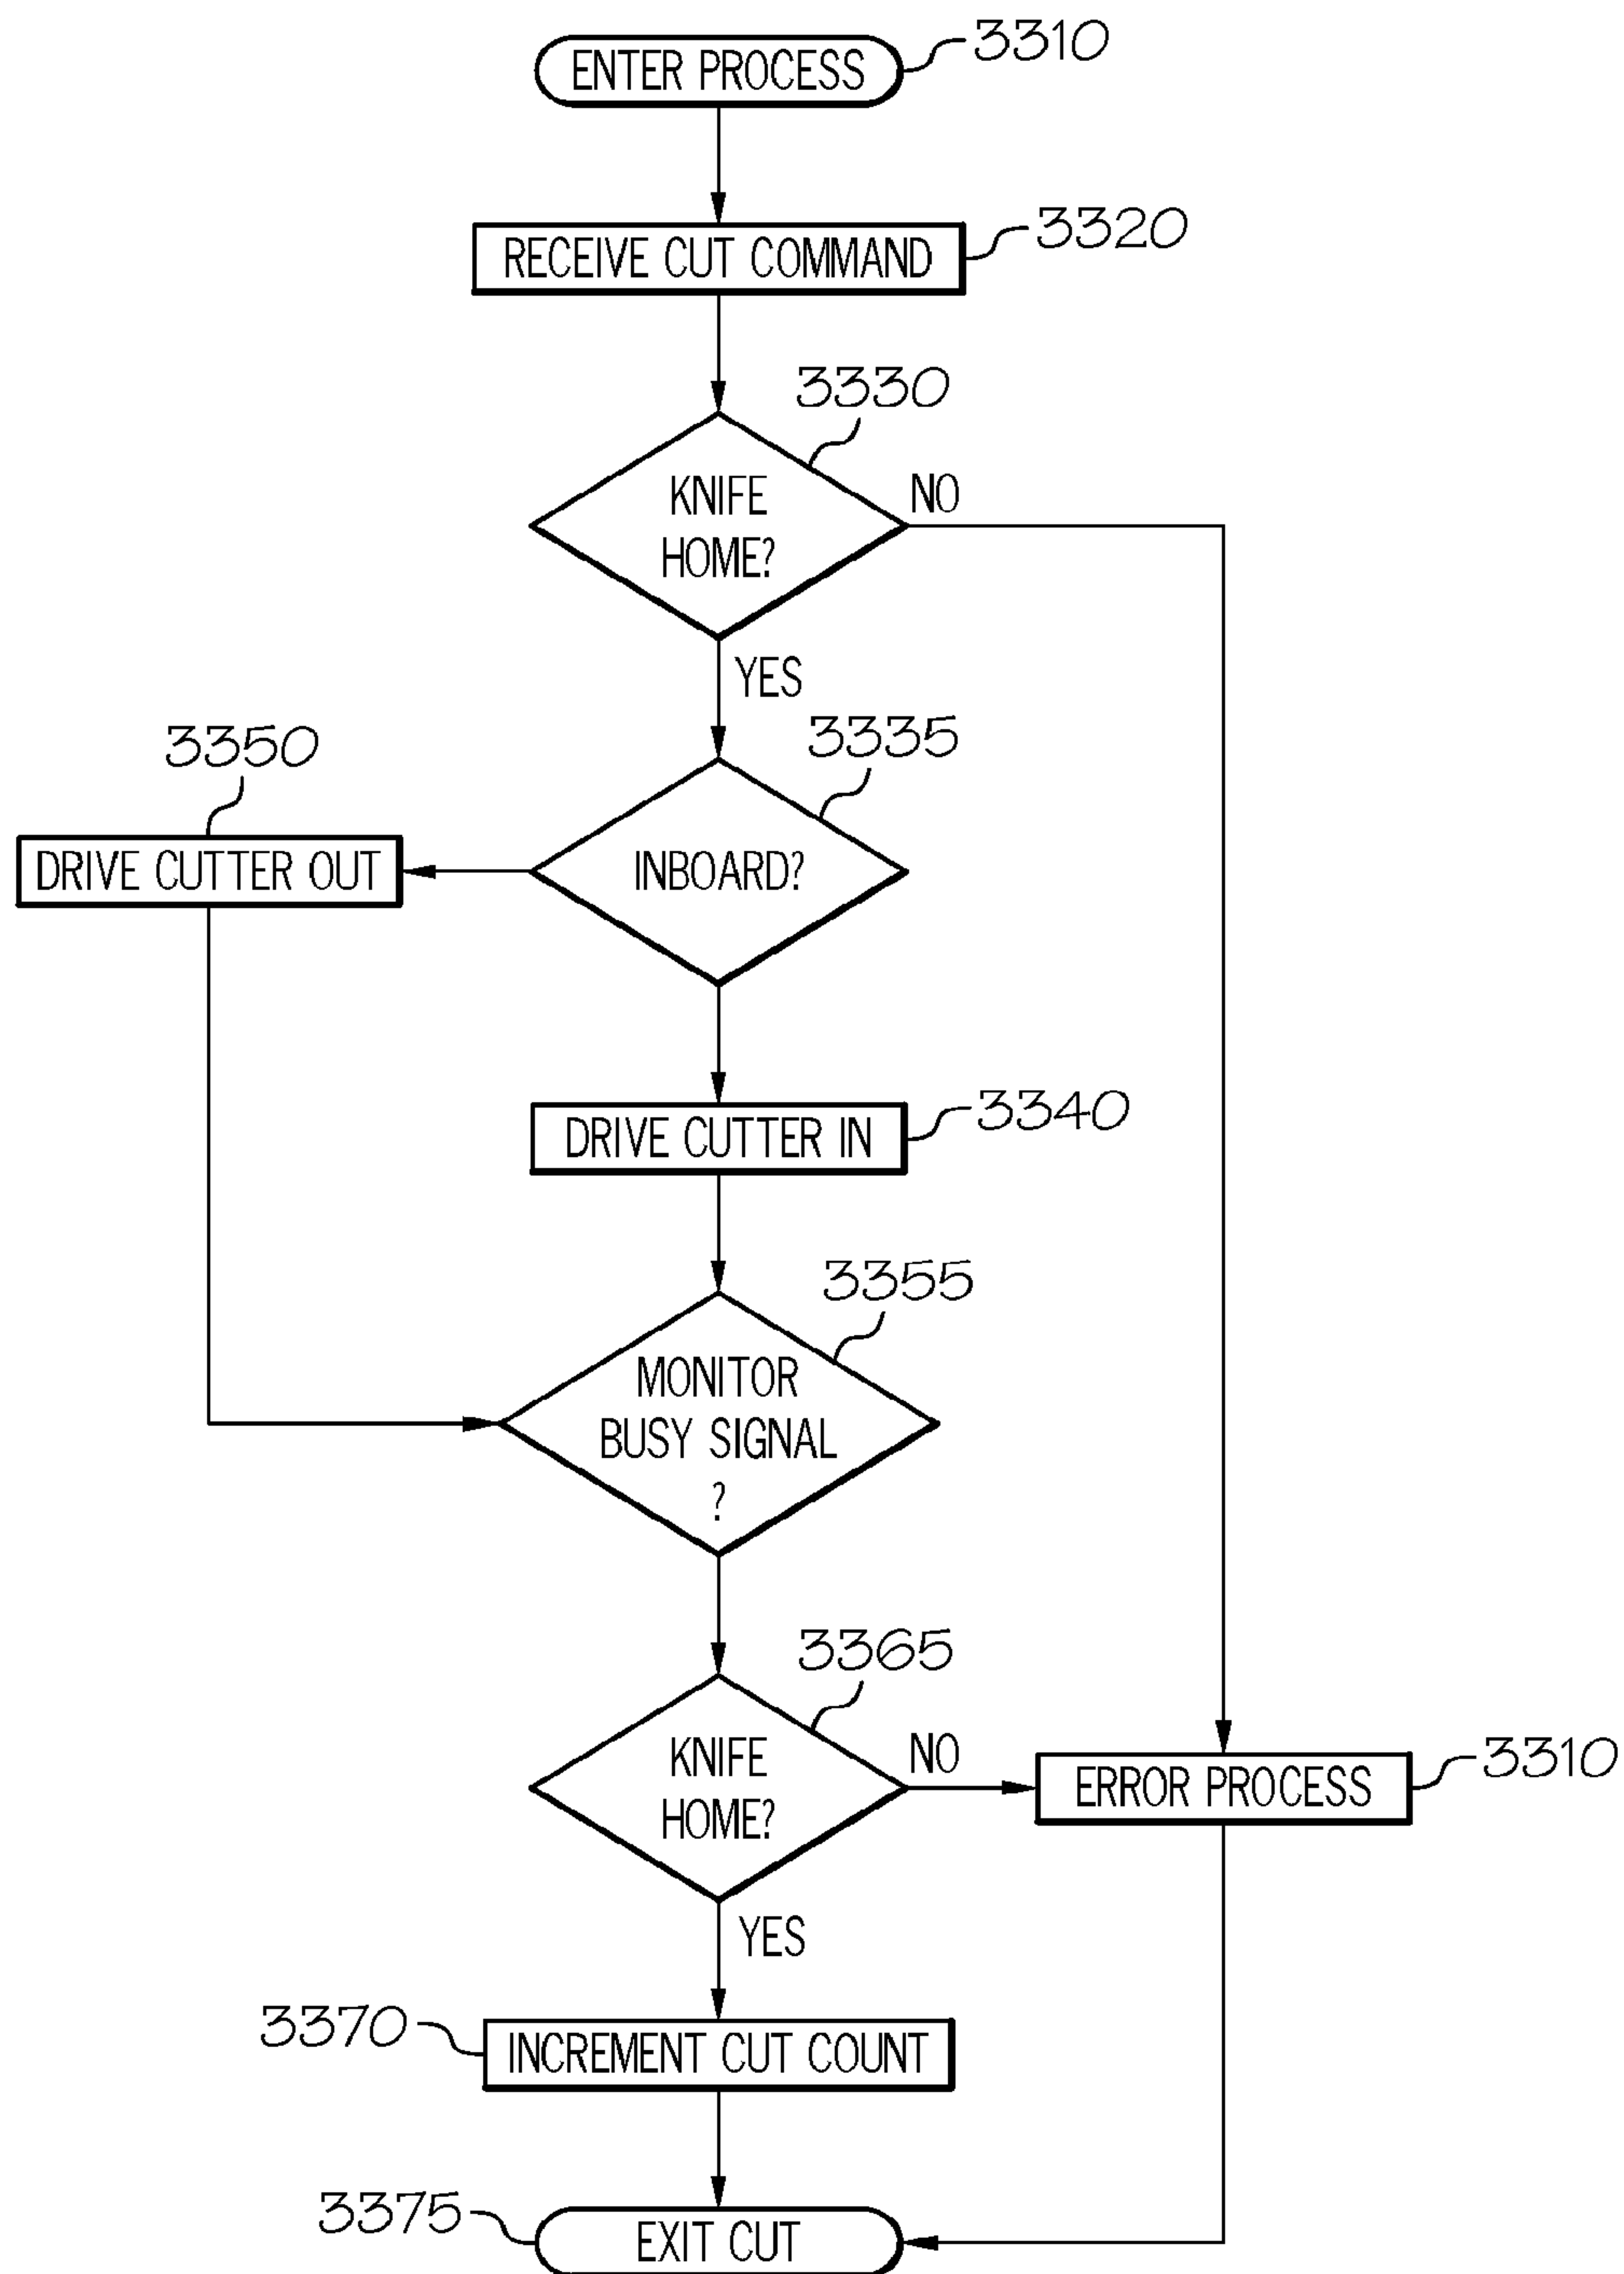 ENTER PROCESS
3310
RECEIVE CUT COMMAND
3320
3330
KNIFE
HOME?
NO
YES
3335
3350
INBOARD?
DRIVE CUTTER OUT
DRIVE CUTTER IN
3340
3355
MONITOR
BUSY SIGNAL
?
3365
KNIFE
HOME?
NO
ERROR PROCESS
3310
YES
3370
INCREMENT CUT COUNT
3375
EXIT CUT